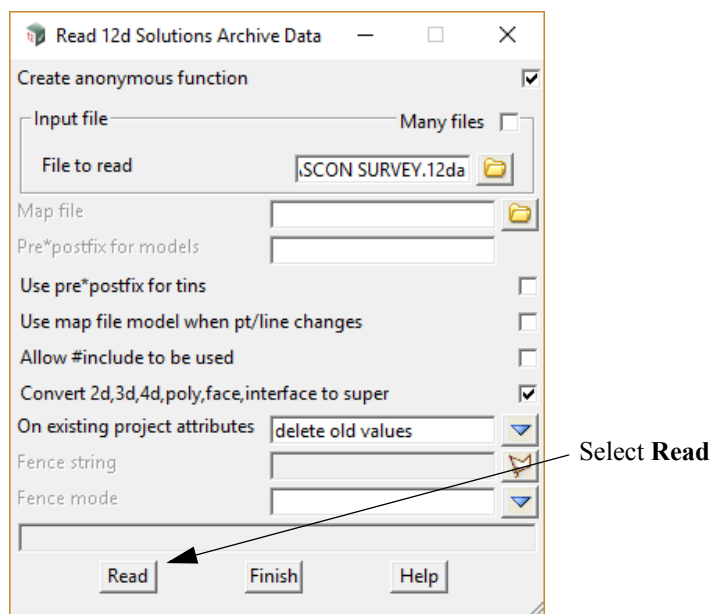 Read 12d Solutions Archive Data
Create anonymous function
Input file Many files
File to read SCON SURVEY.12da
Map file
Pre*postfix for models
Use pre*postfix for tins
Use map file model when pt/line changes
Allow #include to be used
Convert 2d,3d,4d,poly,face,interface to super
On existing project attributes delete old values
Fence string
Select Read
Fence mode
Read Finish Help